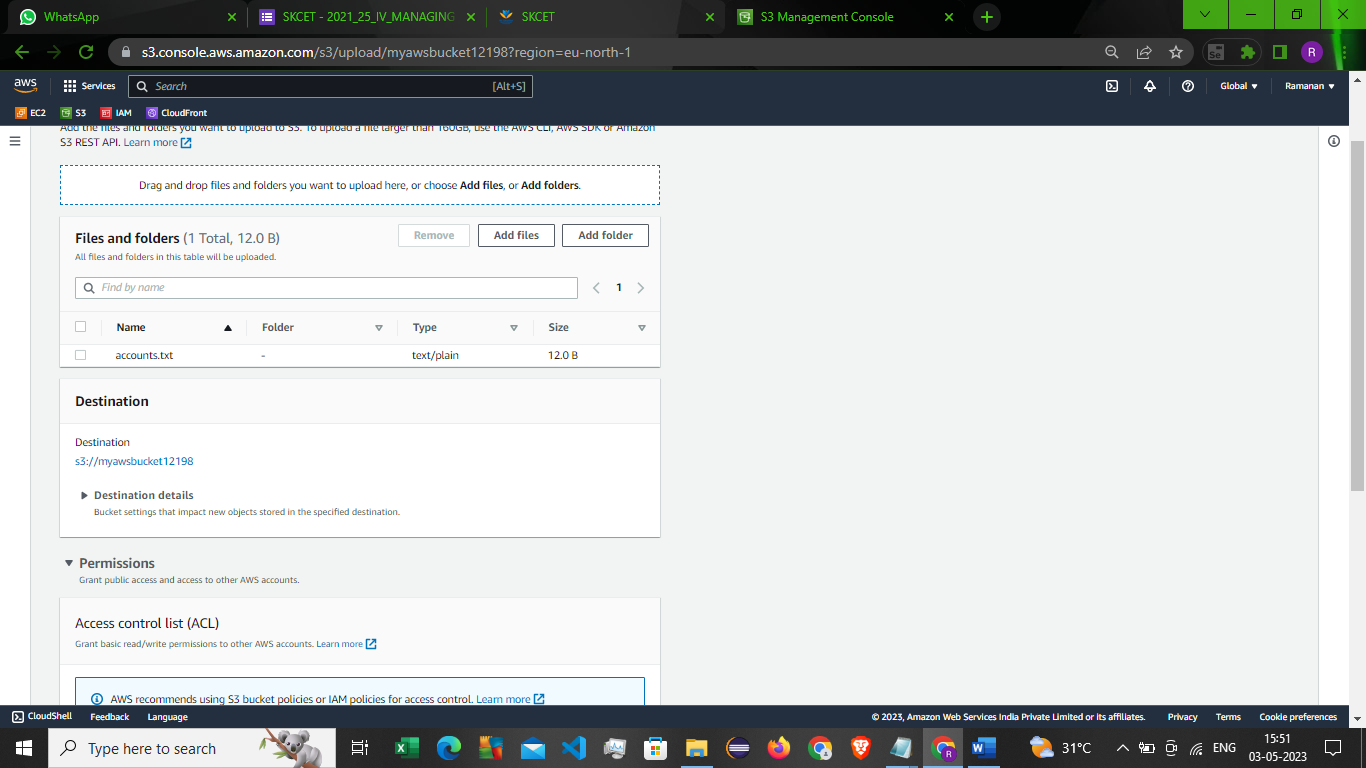 WhatsApp
SKCET - 2021_25_IV_MANAGING
SKCET
S3 Management Console
s3.console.aws.amazon.com/s3/upload/myawsbucket12198?region=eu-north-1
Se
R
aws
Services
Search
[Alt+S]
Global
Ramanan
EC2
S3
IAM
CloudFront
Add the files and folders you want to upload to S3. To upload a file larger than 160GB, use the AWS CLI, AWS SDK or Amazon
S3 REST API. Learn more
Drag and drop files and folders you want to upload here, or choose Add files, or Add folders.
Files and folders (1 Total, 12.0 B)
Remove
Add files
Add folder
All files and folders in this table will be uploaded.
Find by name
1
Name
Folder
Type
Size
accounts.txt
-
text/plain
12.0 B
Destination
Destination
s3://myawsbucket12198
Destination details
Bucket settings that impact new objects stored in the specified destination.
Permissions
Grant public access and access to other AWS accounts.
Access control list (ACL)
Grant basic read/write permissions to other AWS accounts. Learn more
AWS recommends using S3 bucket policies or IAM policies for access control. Learn more
CloudShell
Feedback
Language
© 2023, Amazon Web Services India Private Limited or its affiliates.
Privacy
Terms
Cookie preferences
Type here to search
31°C
ENG
15:51
03-05-2023